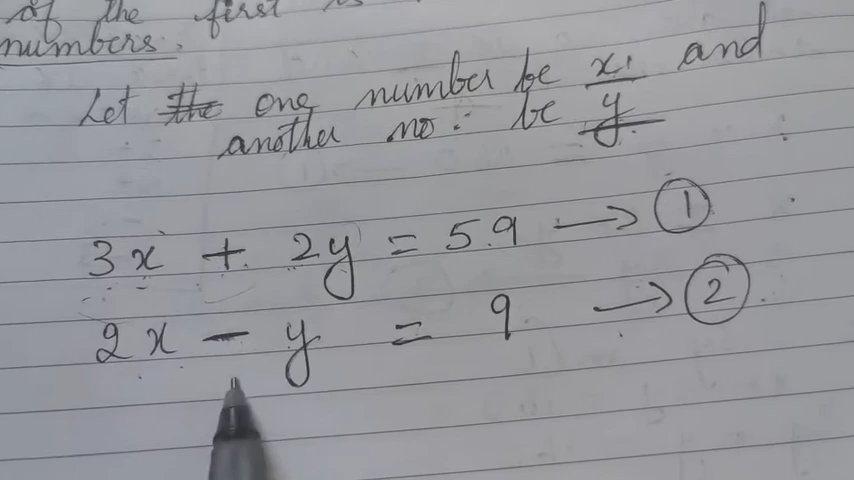 of the first is
numbers.
Let the one number be x, and
another no: be y
3x + 2y = 59 → ①
2x - y = 9 → ②